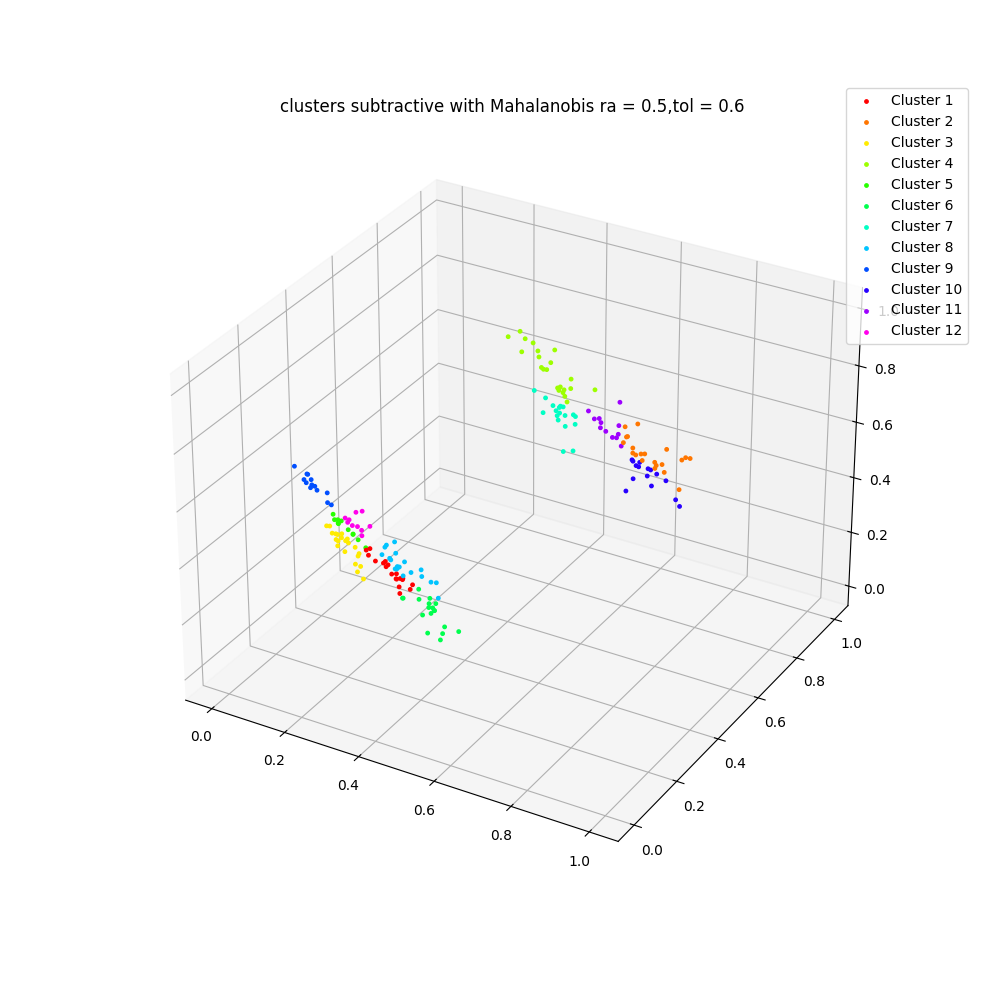 clusters subtractive with Mahalanobis ra = 0.5,tol = 0.6
Cluster 1
Cluster 2
Cluster 3
Cluster 4
Cluster 5
Cluster 6
Cluster 7
Cluster 8
Cluster 9
Cluster 10
Cluster 11
Cluster 12
0.8
0.6
0.4
0.2
0.0
1.0
0.8
0.6
0.4
0.2
0.0
0.0
0.2
0.4
0.6
0.8
1.0